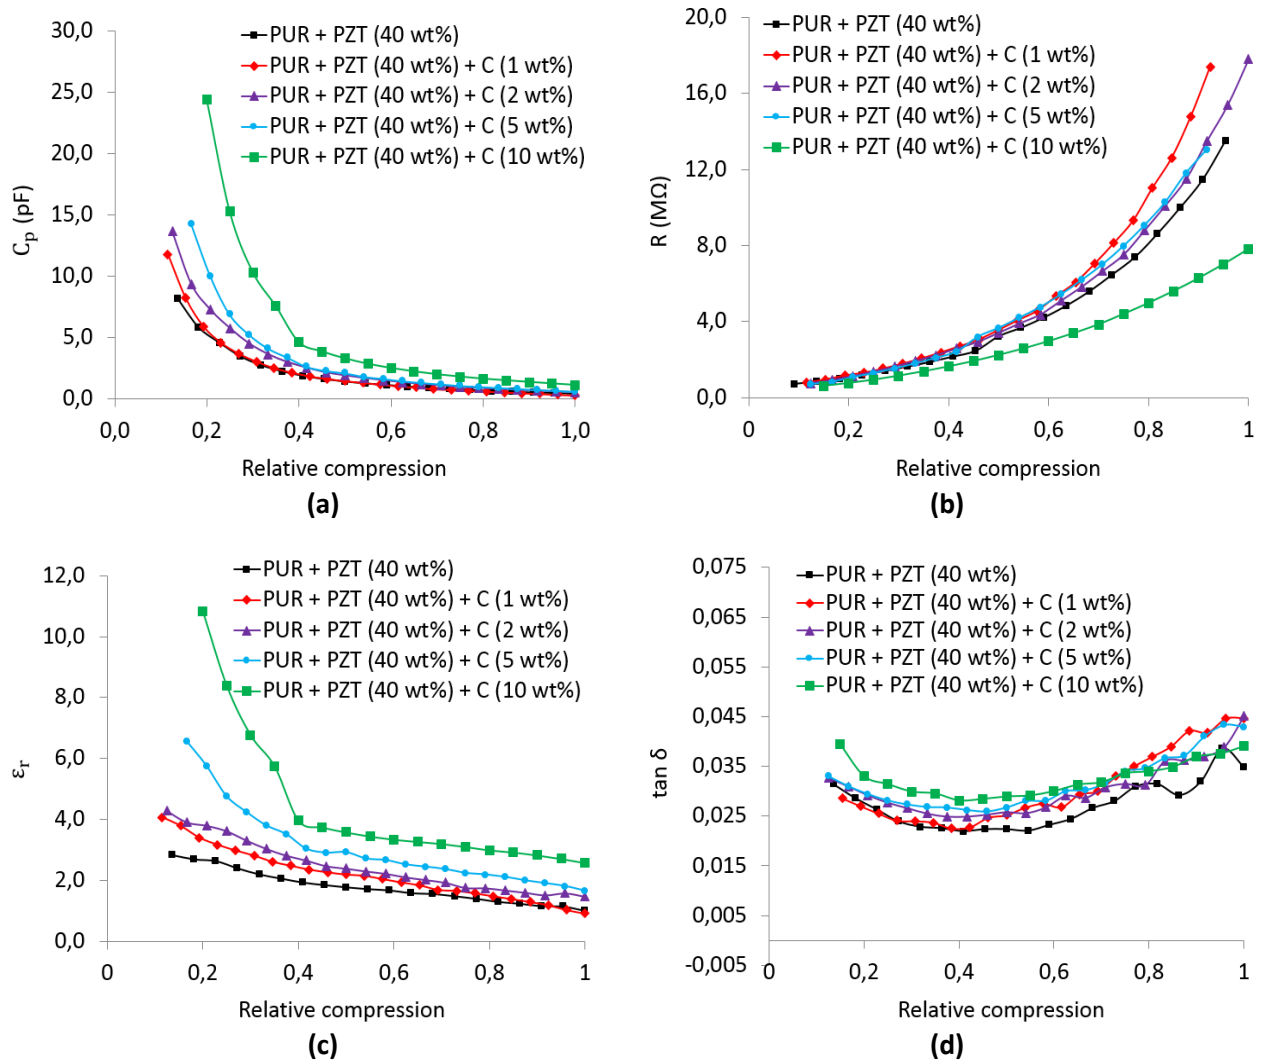 30,0
25,0
20,0
15,0
10,0
5,0
0,0
Cp (pF)
PUR + PZT (40 wt%)
PUR + PZT (40 wt%) + C (1 wt%)
PUR + PZT (40 wt%) + C (2 wt%)
PUR + PZT (40 wt%) + C (5 wt%)
PUR + PZT (40 wt%) + C (10 wt%)
0,0 0,2 0,4 0,6 0,8 1,0
Relative compression
(a)
20,0
16,0
12,0
8,0
4,0
0,0
R (MΩ)
PUR + PZT (40 wt%)
PUR + PZT (40 wt%) + C (1 wt%)
PUR + PZT (40 wt%) + C (2 wt%)
PUR + PZT (40 wt%) + C (5 wt%)
PUR + PZT (40 wt%) + C (10 wt%)
0 0,2 0,4 0,6 0,8 1
Relative compression
(b)
12,0
10,0
8,0
6,0
4,0
2,0
0,0
εr
PUR + PZT (40 wt%)
PUR + PZT (40 wt%) + C (1 wt%)
PUR + PZT (40 wt%) + C (2 wt%)
PUR + PZT (40 wt%) + C (5 wt%)
PUR + PZT (40 wt%) + C (10 wt%)
0 0,2 0,4 0,6 0,8 1
Relative compression
(c)
0,075
0,065
0,055
0,045
0,035
0,025
0,015
0,005
-0,005
tan δ
PUR + PZT (40 wt%)
PUR + PZT (40 wt%) + C (1 wt%)
PUR + PZT (40 wt%) + C (2 wt%)
PUR + PZT (40 wt%) + C (5 wt%)
PUR + PZT (40 wt%) + C (10 wt%)
0 0,2 0,4 0,6 0,8 1
Relative compression
(d)